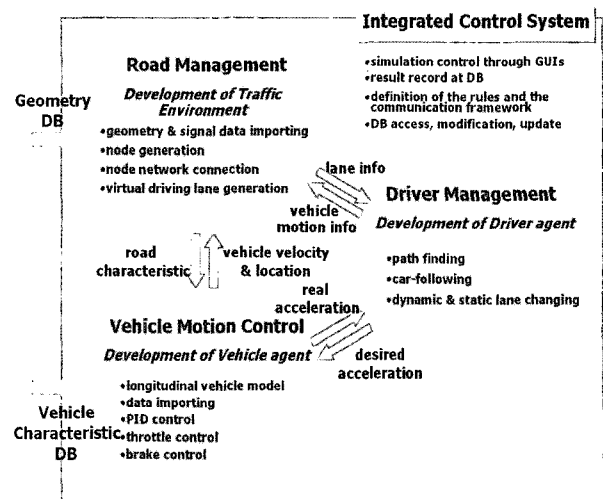 Integrated Control System
•simulation control through GUIs
•result record at DB
•definition of the rules and the
communication framework
•DB access, modification, update
Road Management
Development of Traffic
Environment
•geometry & signal data importing
•node generation
•node network connection
•virtual driving lane generation
Geometry
DB
lane info
vehicle
motion info
Driver Management
Development of Driver agent
•path finding
•car-following
•dynamic & static lane changing
road
characteristic
vehicle velocity
& location
real
acceleration
desired
acceleration
Vehicle Motion Control
Development of Vehicle agent
•longitudinal vehicle model
•data importing
•PID control
•throttle control
•brake control
Vehicle
Characteristic
DB